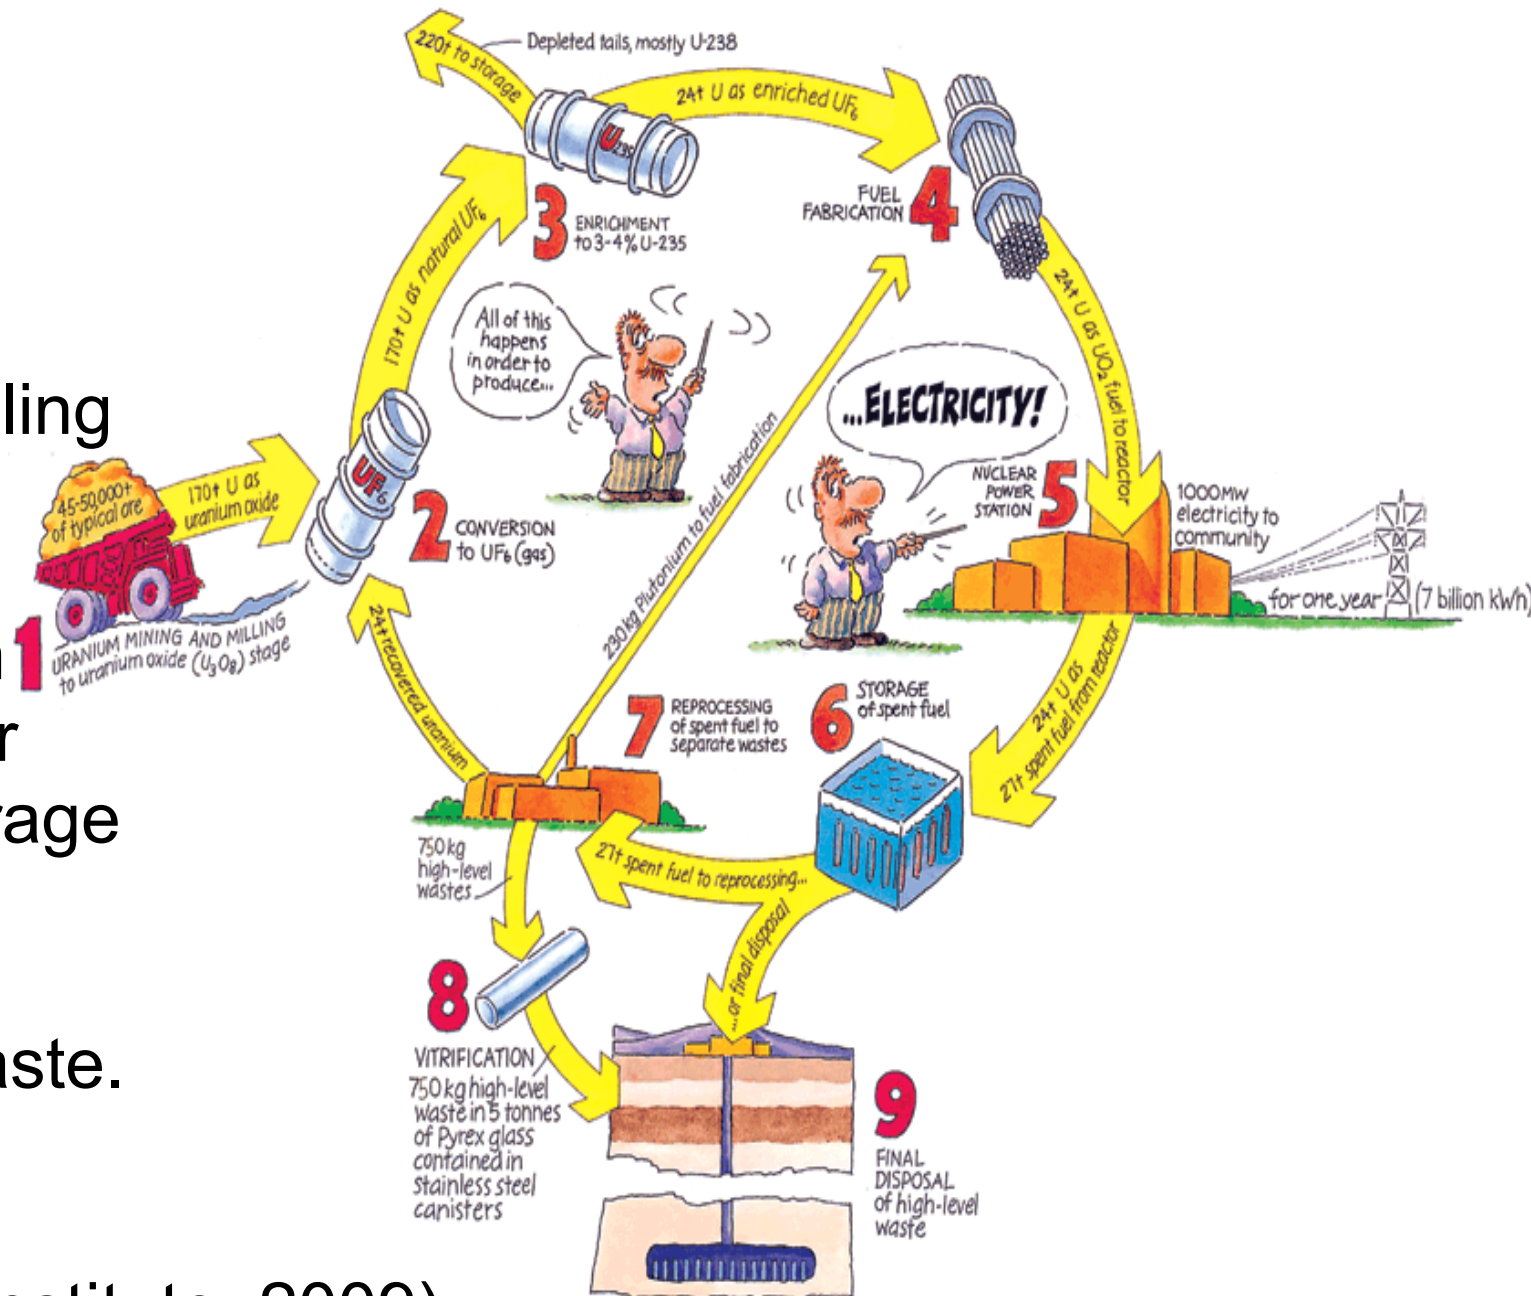 220t to storage
Depleted tails, mostly U-238
24t U as enriched UF6
U235
3
ENRICHMENT
to 3-4% U-235
FUEL
FABRICATION
4
170t U as natural UF6
All of this
happens
in order to
produce...
24t U as UO2 fuel to reactor
...ELECTRICITY!
ling
45-50,000t
of typical ore
170t U as
uranium oxide
UF6
2
CONVERSION
to UF6 (gas)
230kg Plutonium to fuel fabrication
NUCLEAR
POWER
STATION
5
1000MW
electricity to
community
for one year
(7 billion kWh)
1
URANIUM MINING AND MILLING
to uranium oxide (U3O8) stage
24t recovered uranium
7
REPROCESSING
of spent fuel to
separate wastes
6
STORAGE
of spent fuel
24t U as
27t spent fuel from reactor
r
rage
750kg
high-level
wastes
27t spent fuel to reprocessing...
...or final disposal
8
VITRIFICATION
750kg high-level
waste in 5 tonnes
of Pyrex glass
contained in
stainless steel
canisters
aste.
9
FINAL
DISPOSAL
of high-level
waste